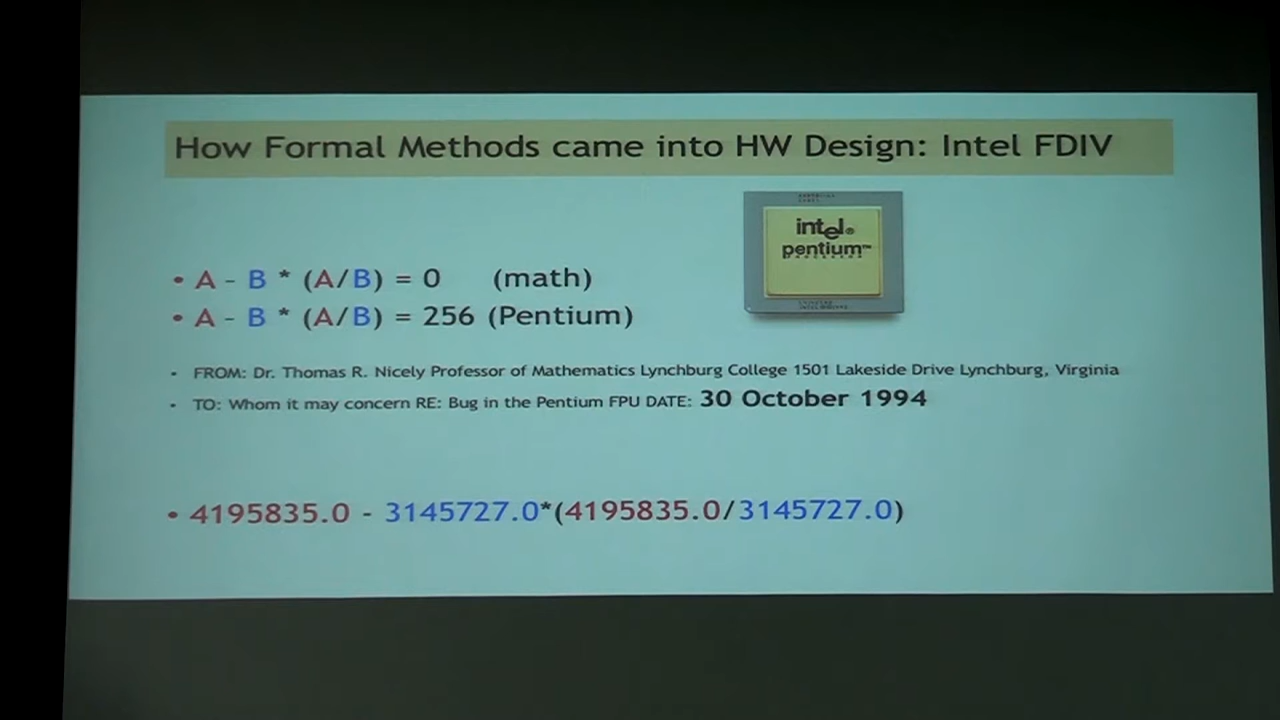 How Formal Methods came into HW Design: Intel FDIV
intel®
pentium™
• A - B * (A/B) = 0 (math)
• A - B * (A/B) = 256 (Pentium)
• FROM: Dr. Thomas R. Nicely Professor of Mathematics Lynchburg College 1501 Lakeside Drive Lynchburg, Virginia
• TO: Whom it may concern RE: Bug in the Pentium FPU DATE: 30 October 1994
• 4195835.0 - 3145727.0*(4195835.0/3145727.0)